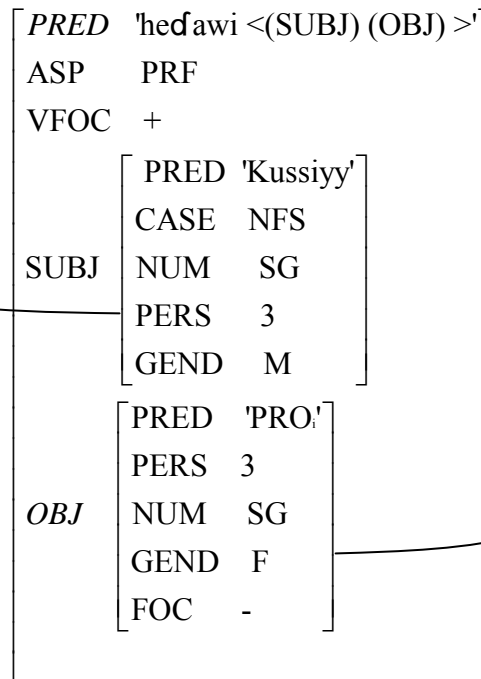 PRED 'heɗawi <(SUBJ) (OBJ) >'
ASP PRF
VFOC +
PRED 'Kussiyy'
CASE NFS
SUBJ NUM SG
PERS 3
GEND M
PRED 'PROᵢ'
PERS 3
OBJ NUM SG
GEND F
FOC -